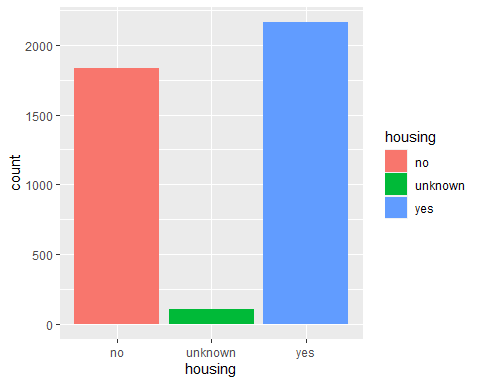 2000
1500
1000
500
0
count
no unknown yes
housing
housing
no
unknown
yes